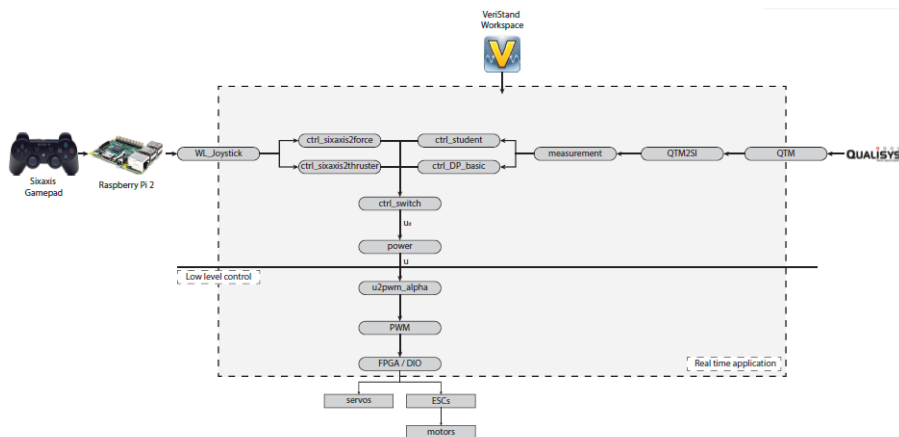 VeriStand
Workspace
V
ctrl_sixaxis2force
ctrl_student
WL_Joystick
measurement
QTM2SI
QTM
QUALISYS
ctrl_sixaxis2thruster
ctrl_DP_basic
Sixaxis
Gamepad
Raspberry Pi 2
ctrl_switch
power
u
Low level control
u2pwm_alpha
PWM
FPGA / DIO
Real time application
servos
ESCs
motors